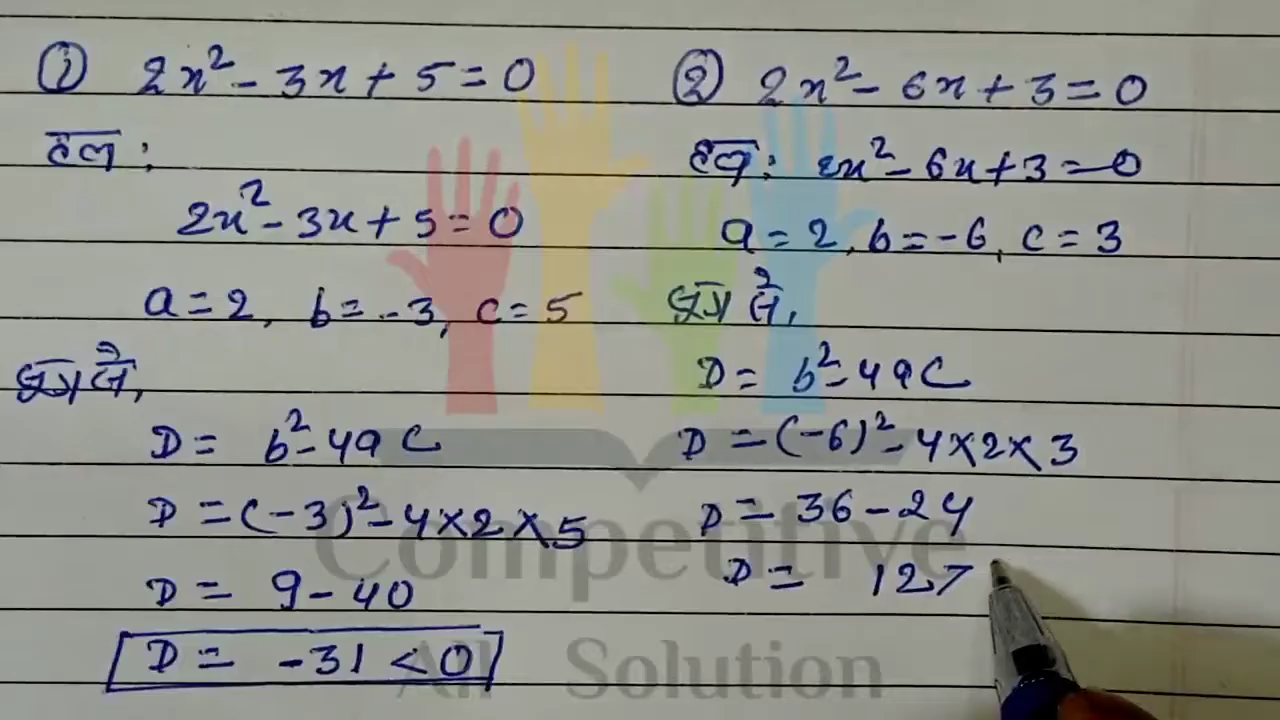 ① 2x² - 3x + 5 = 0
हल :
2x² - 3x + 5 = 0
a = 2, b = -3, c = 5
सूत्र से,
D = b² - 4ac
D = (-3)² - 4 × 2 × 5
D = 9 - 40
D = -31 < 0
② 2x² - 6x + 3 = 0
हल : 2x² - 6x + 3 = 0
a = 2, b = -6, c = 3
सूत्र से,
D = b² - 4ac
D = (-6)² - 4 × 2 × 3
D = 36 - 24
D = 12 >
Competitive
All Solution